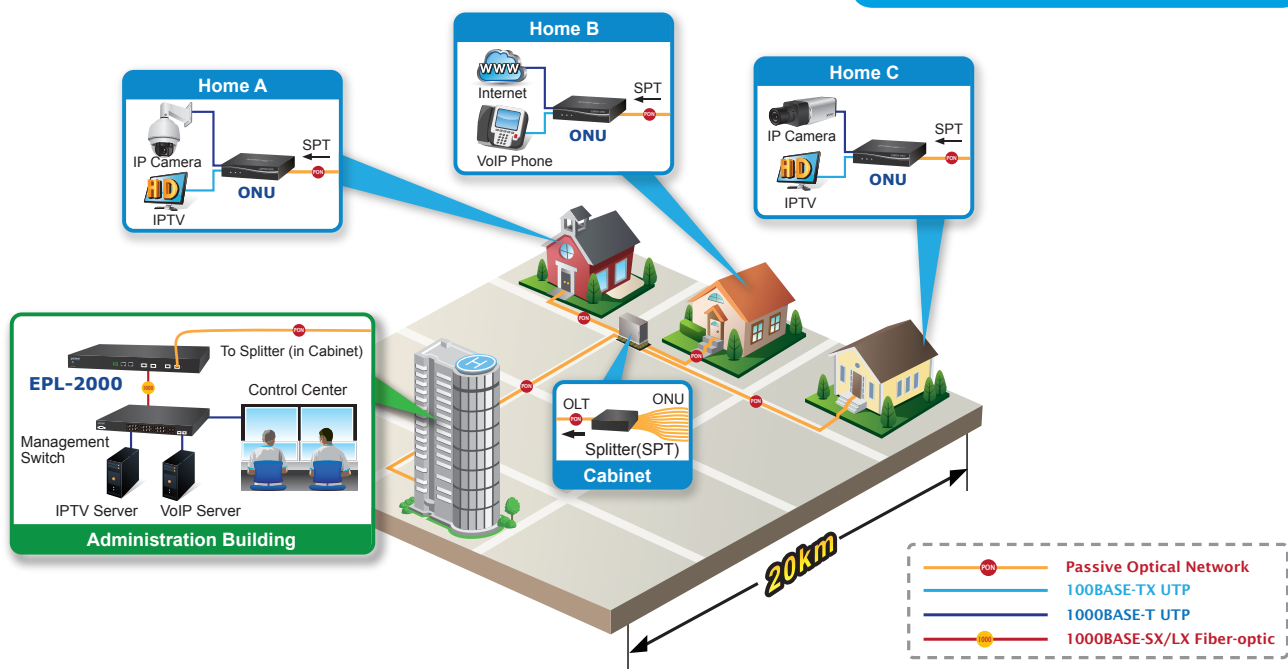 Home B
WWW
Internet
SPT
PON
ONU
VoIP Phone
Home A
IP Camera
SPT
PON
HD
ONU
IPTV
Home C
IP Camera
SPT
PON
HD
ONU
IPTV
PON
To Splitter (in Cabinet)
EPL-2000
1000
Control Center
Management
Switch
IPTV Server
VoIP Server
Administration Building
H
PON
PON
PON
PON
OLT
ONU
PON
Splitter(SPT)
Cabinet
20km
PON
Passive Optical Network
100BASE-TX UTP
1000BASE-T UTP
1000
1000BASE-SX/LX Fiber-optic